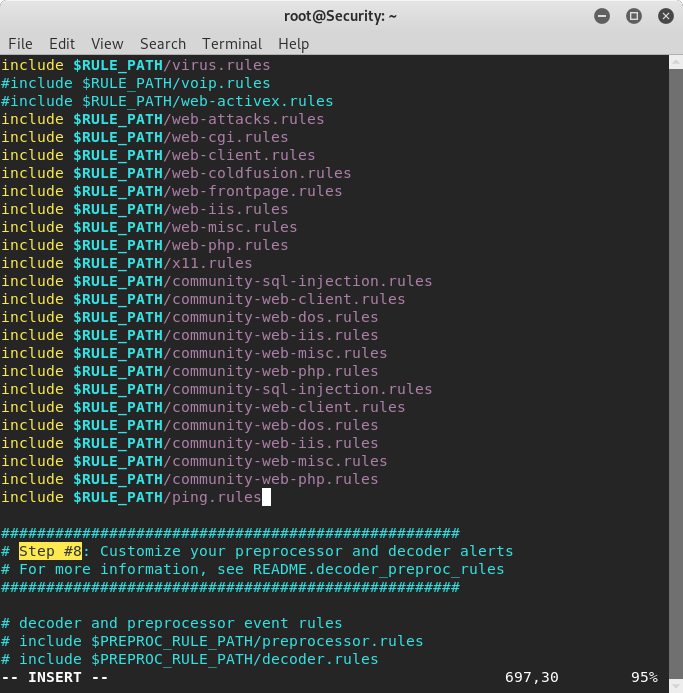 root@Security: ~
File Edit View Search Terminal Help
include $RULE_PATH/virus.rules
#include $RULE_PATH/voip.rules
#include $RULE_PATH/web-activex.rules
include $RULE_PATH/web-attacks.rules
include $RULE_PATH/web-cgi.rules
include $RULE_PATH/web-client.rules
include $RULE_PATH/web-coldfusion.rules
include $RULE_PATH/web-frontpage.rules
include $RULE_PATH/web-iis.rules
include $RULE_PATH/web-misc.rules
include $RULE_PATH/web-php.rules
include $RULE_PATH/x11.rules
include $RULE_PATH/community-sql-injection.rules
include $RULE_PATH/community-web-client.rules
include $RULE_PATH/community-web-dos.rules
include $RULE_PATH/community-web-iis.rules
include $RULE_PATH/community-web-misc.rules
include $RULE_PATH/community-web-php.rules
include $RULE_PATH/community-sql-injection.rules
include $RULE_PATH/community-web-client.rules
include $RULE_PATH/community-web-dos.rules
include $RULE_PATH/community-web-iis.rules
include $RULE_PATH/community-web-misc.rules
include $RULE_PATH/community-web-php.rules
include $RULE_PATH/ping.rules
###################################################
# Step #8: Customize your preprocessor and decoder alerts
# For more information, see README.decoder_preproc_rules
###################################################
# decoder and preprocessor event rules
# include $PREPROC_RULE_PATH/preprocessor.rules
# include $PREPROC_RULE_PATH/decoder.rules
-- INSERT -- 697,30 95%